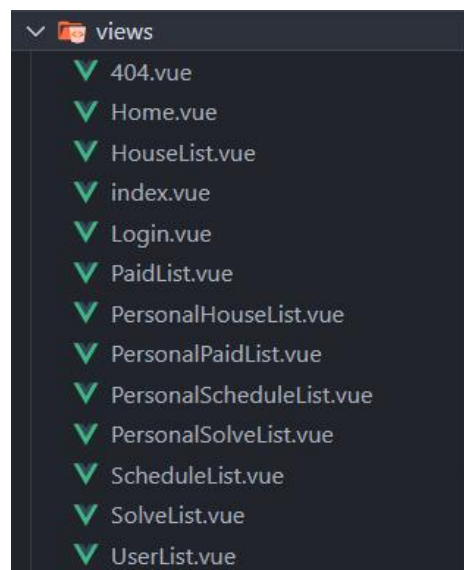 views
404.vue
Home.vue
HouseList.vue
index.vue
Login.vue
PaidList.vue
PersonalHouseList.vue
PersonalPaidList.vue
PersonalScheduleList.vue
PersonalSolveList.vue
ScheduleList.vue
SolveList.vue
UserList.vue